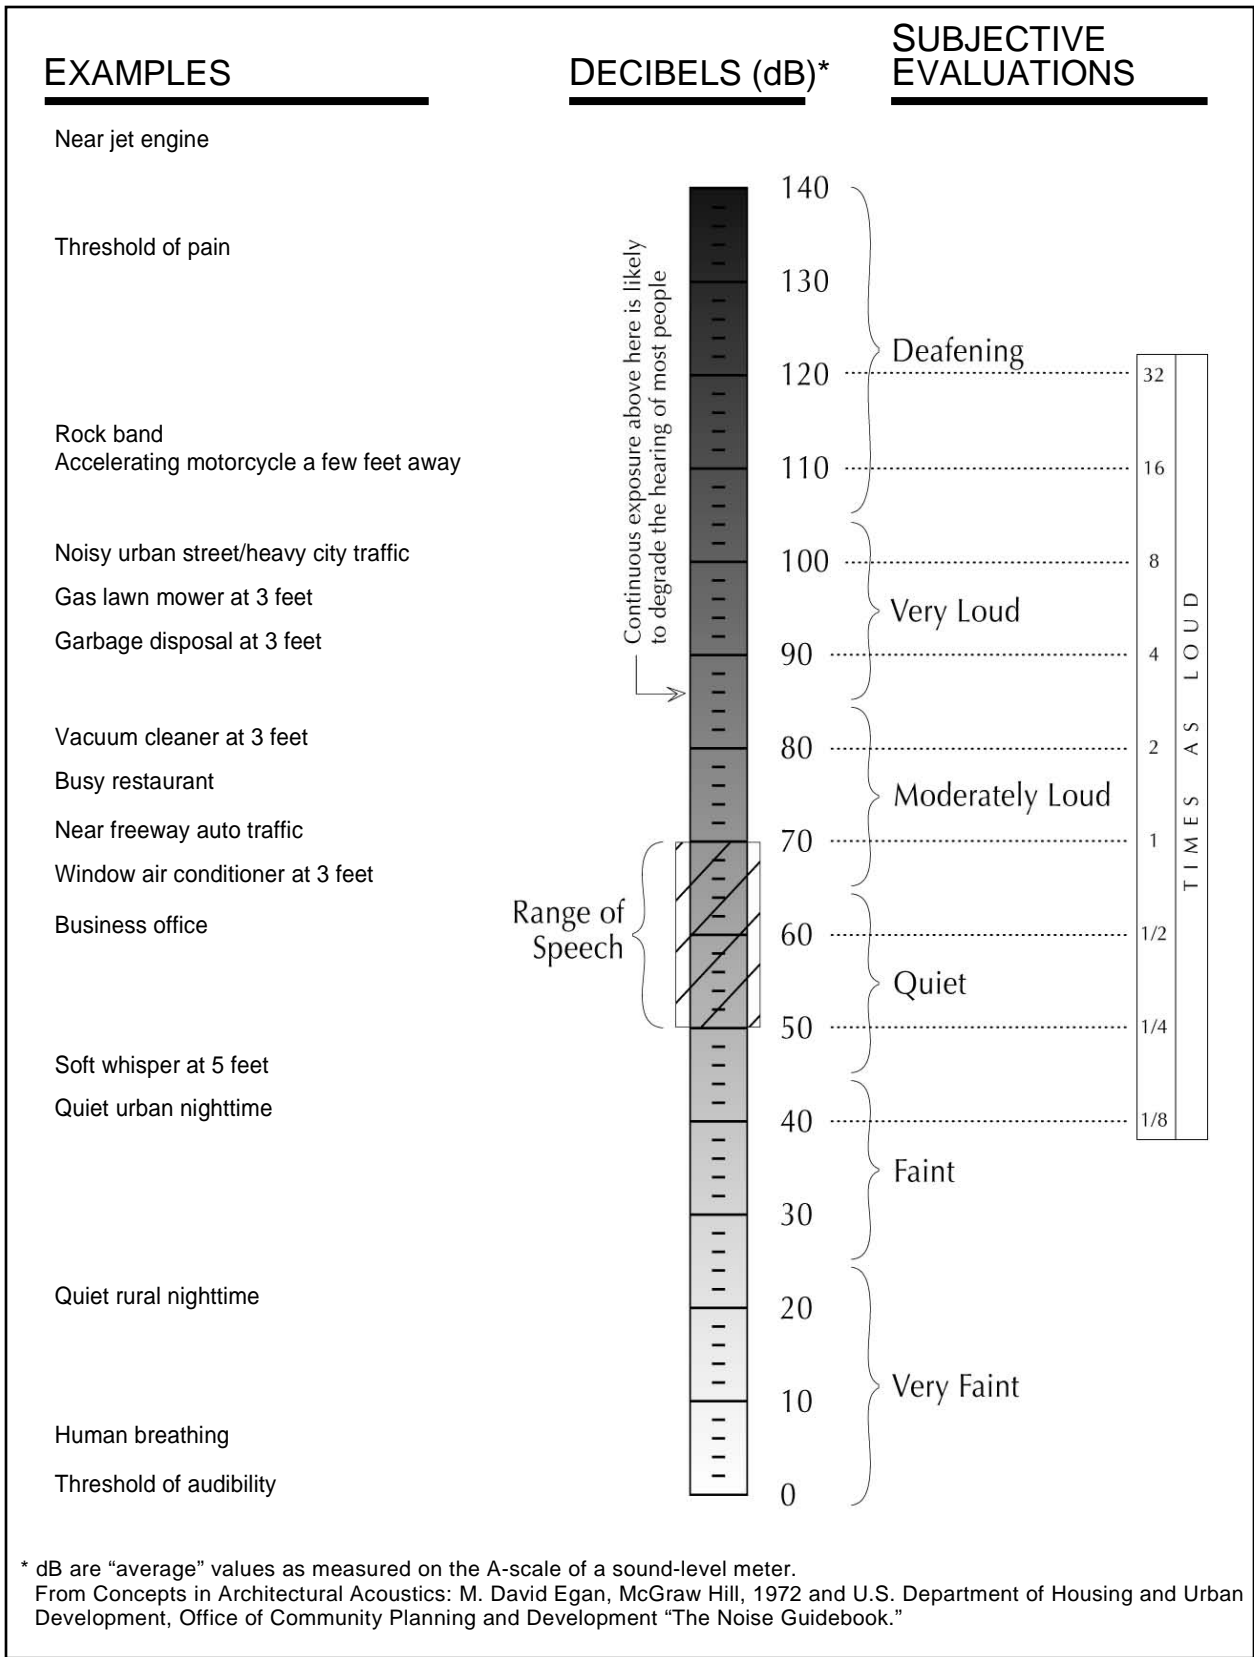 EXAMPLES
DECIBELS (dB)*
SUBJECTIVE
EVALUATIONS
Near jet engine
140
Threshold of pain
130
Continuous exposure above here is likely
to degrade the hearing of most people
Deafening
120
32
Rock band
Accelerating motorcycle a few feet away
110
16
Noisy urban street/heavy city traffic
100
8
Gas lawn mower at 3 feet
Very Loud
Garbage disposal at 3 feet
90
4
TIMES AS LOUD
Vacuum cleaner at 3 feet
80
2
Busy restaurant
Moderately Loud
Near freeway auto traffic
70
1
Window air conditioner at 3 feet
Business office
Range of
Speech
60
1/2
Quiet
50
1/4
Soft whisper at 5 feet
Quiet urban nighttime
40
1/8
Faint
30
Quiet rural nighttime
20
Very Faint
10
Human breathing
Threshold of audibility
0
* dB are “average” values as measured on the A-scale of a sound-level meter.
From Concepts in Architectural Acoustics: M. David Egan, McGraw Hill, 1972 and U.S. Department of Housing and Urban
Development, Office of Community Planning and Development “The Noise Guidebook.”